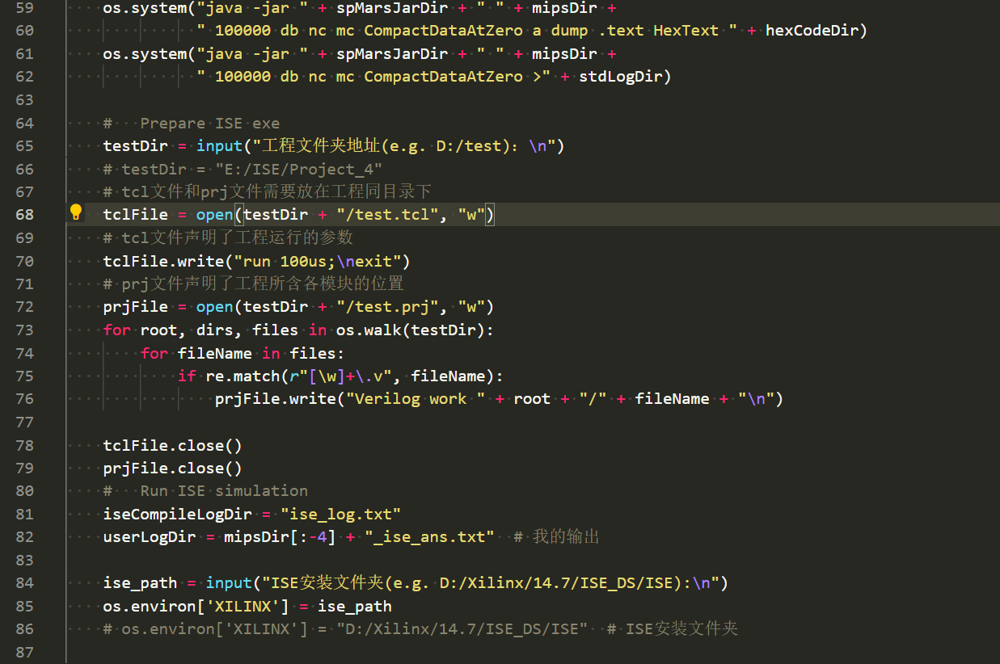 59 os.system("java -jar " + spMarsJarDir + " " + mipsDir +
60 " 100000 db nc mc CompactDataAtZero a dump .text HexText " + hexCodeDir)
61 os.system("java -jar " + spMarsJarDir + " " + mipsDir +
62 " 100000 db nc mc CompactDataAtZero >" + stdLogDir)
63
64 #   Prepare ISE exe
65 testDir = input("工程文件夹地址(e.g. D:/test): \n")
66 # testDir = "E:/ISE/Project_4"
67 # tcl文件和prj文件需要放在工程同目录下
68 tclFile = open(testDir + "/test.tcl", "w")
69 # tcl文件声明了工程运行的参数
70 tclFile.write("run 100us;\nexit")
71 # prj文件声明了工程所含各模块的位置
72 prjFile = open(testDir + "/test.prj", "w")
73 for root, dirs, files in os.walk(testDir):
74 for fileName in files:
75 if re.match(r"[\w]+\.v", fileName):
76 prjFile.write("Verilog work " + root + "/" + fileName + "\n")
77
78 tclFile.close()
79 prjFile.close()
80 #   Run ISE simulation
81 iseCompileLogDir = "ise_log.txt"
82 userLogDir = mipsDir[:-4] + "_ise_ans.txt"  # 我的输出
83
84 ise_path = input("ISE安装文件夹(e.g. D:/Xilinx/14.7/ISE_DS/ISE):\n")
85 os.environ['XILINX'] = ise_path
86 # os.environ['XILINX'] = "D:/Xilinx/14.7/ISE_DS/ISE"  # ISE安装文件夹
87